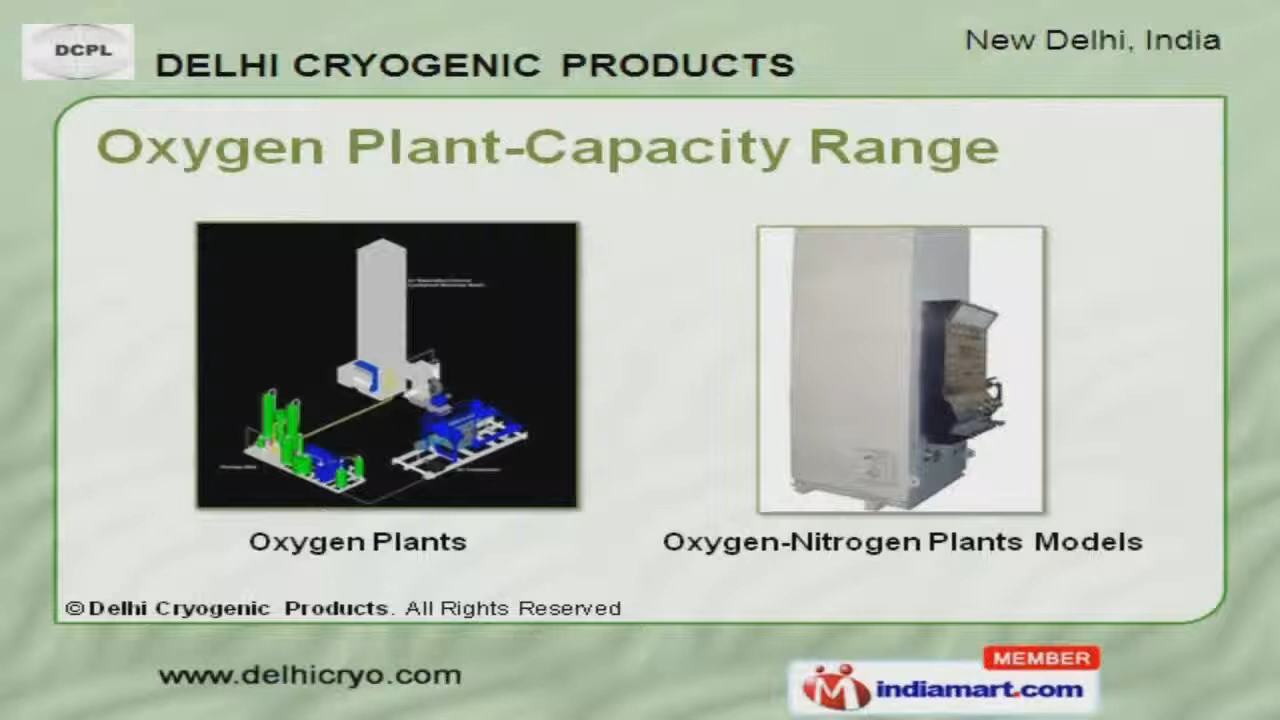 DCPL
DELHI CRYOGENIC PRODUCTS
New Delhi, India
Oxygen Plant-Capacity Range
Oxygen Plants
Oxygen-Nitrogen Plants Models
© Delhi Cryogenic Products. All Rights Reserved
www.delhicryo.com
MEMBER
indiamart.com